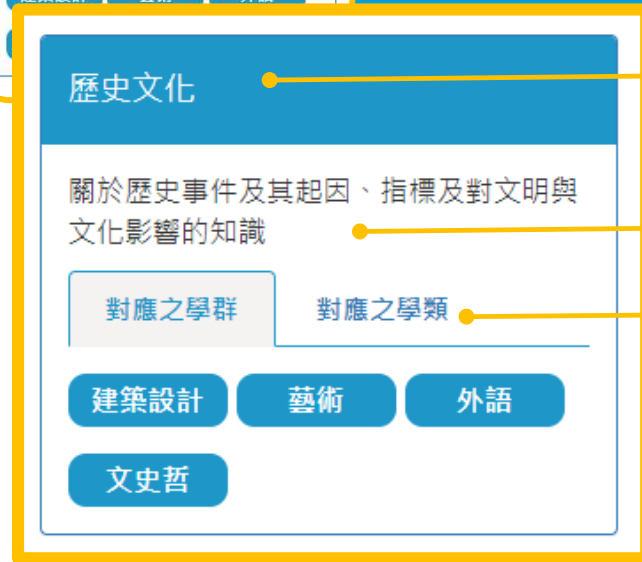 歷史文化
關於歷史事件及其起因、指標及對文明與
文化影響的知識
對應之學群 對應之學類
建築設計 藝術 外語
文史哲